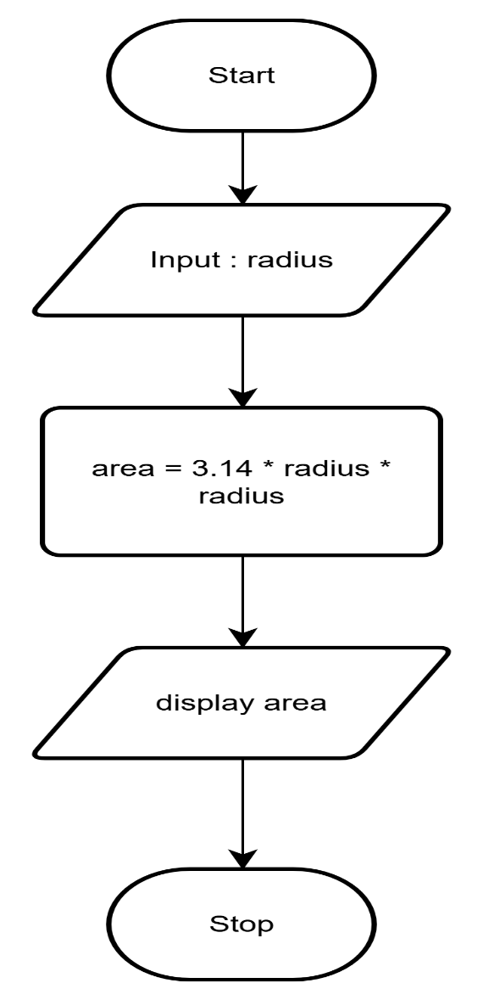 Start
Input : radius
area = 3.14 * radius *
radius
display area
Stop